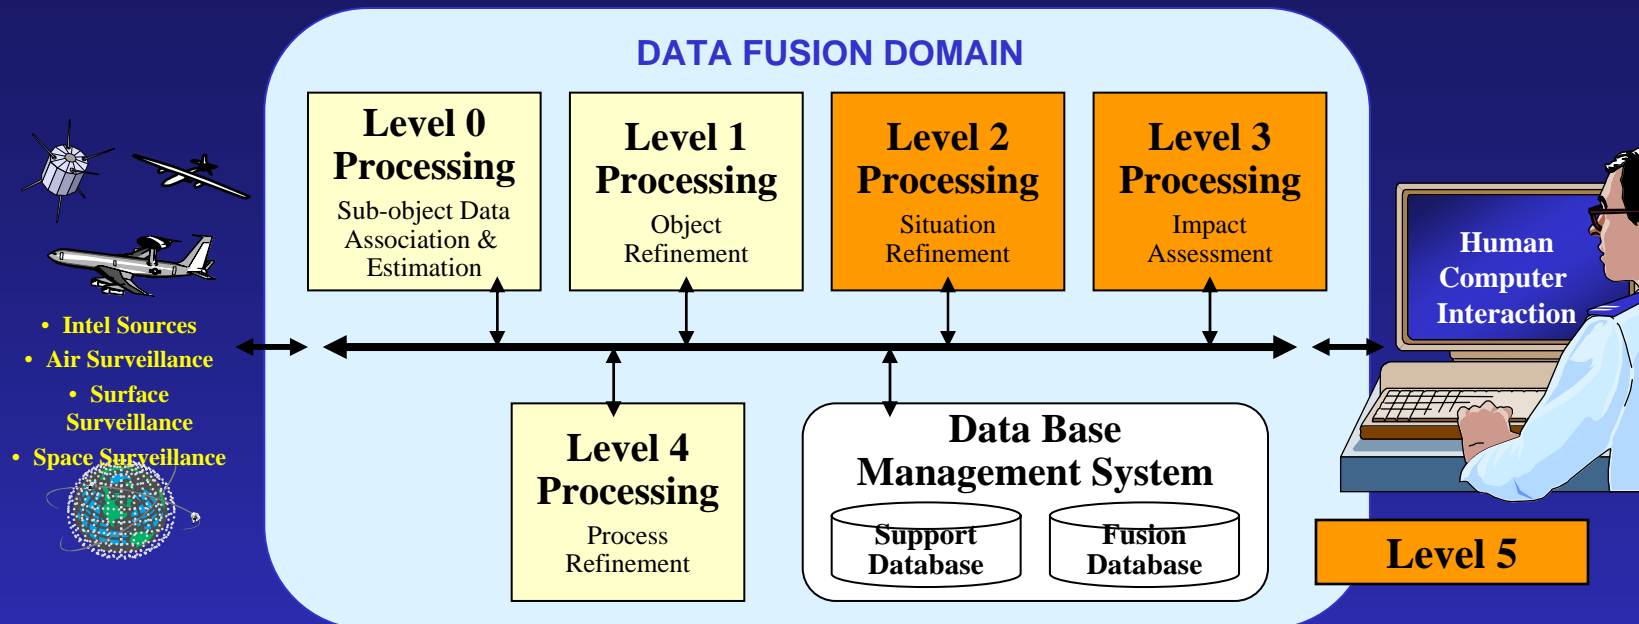 DATA FUSION DOMAIN
Level 0
Processing
Sub-object Data
Association &
Estimation
Level 1
Processing
Object
Refinement
Level 2
Processing
Situation
Refinement
Level 3
Processing
Impact
Assessment
Human
Computer
Interaction
• Intel Sources
• Air Surveillance
• Surface
Surveillance
• Space Surveillance
Level 4
Processing
Process
Refinement
Data Base
Management System
Support
Database
Fusion
Database
Level 5